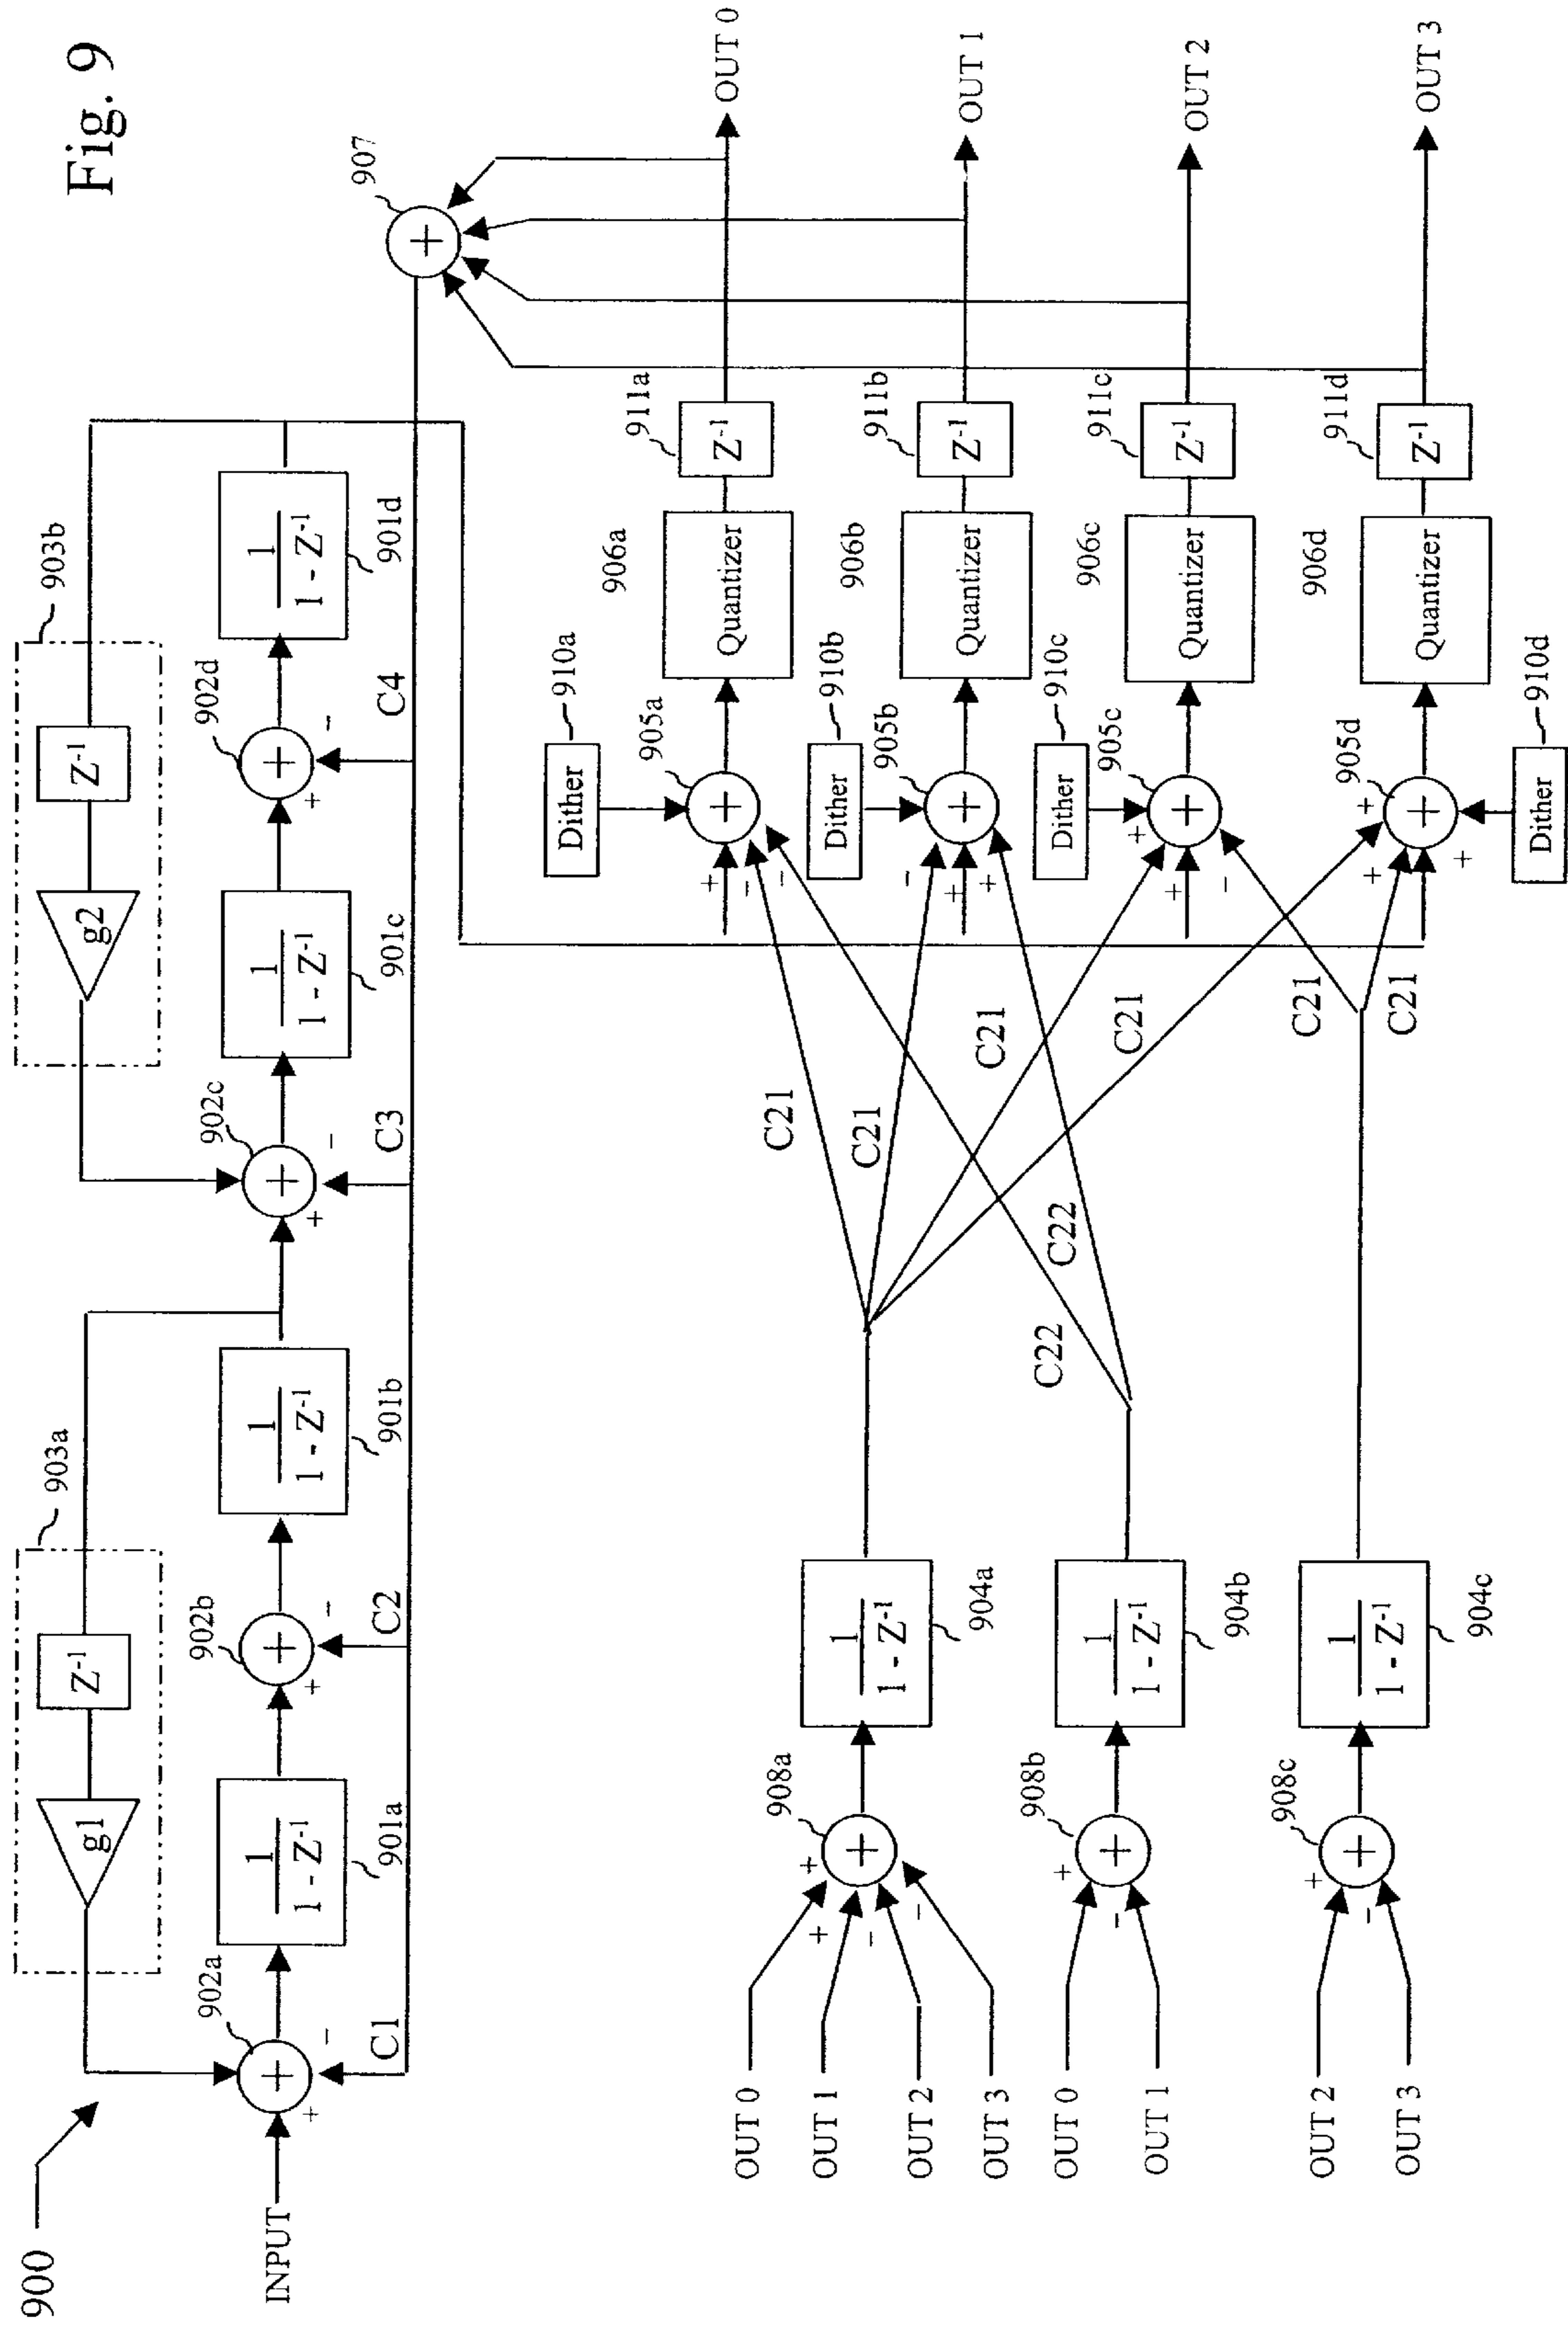 Fig. 9
900
903a
903b
g1
Z⁻¹
g2
Z⁻¹
INPUT
902a
+
+
−
C1
1
1 - Z⁻¹
901a
902b
+
+
−
C2
1
1 - Z⁻¹
901b
902c
+
+
−
C3
1
1 - Z⁻¹
901c
902d
+
+
−
C4
1
1 - Z⁻¹
901d
907
+
OUT 0
OUT 1
OUT 2
OUT 3
908a
+
+
+
−
−
1
1 - Z⁻¹
904a
C21
C21
C21
C21
OUT 0
OUT 1
908b
+
+
−
1
1 - Z⁻¹
904b
C22
C22
OUT 2
OUT 3
908c
+
+
−
1
1 - Z⁻¹
904c
C21
C21
Dither
910a
905a
+
+
−
−
Quantizer
906a
Z⁻¹
911a
OUT 0
Dither
910b
905b
+
−
+
+
Quantizer
906b
Z⁻¹
911b
OUT 1
Dither
910c
905c
+
+
+
−
Quantizer
906c
Z⁻¹
911c
OUT 2
Dither
910d
905d
+
+
+
+
Quantizer
906d
Z⁻¹
911d
OUT 3